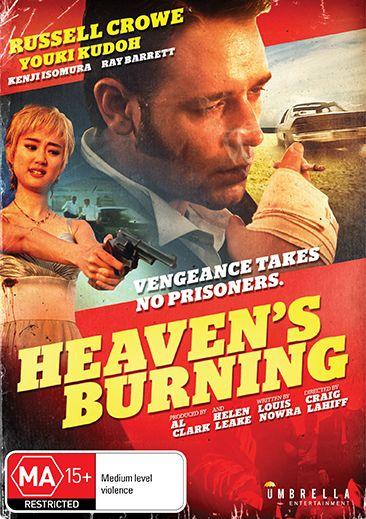 RUSSELL CROWE
YOUKI KUDOH
KENJI ISOMURA RAY BARRETT
VENGEANCE TAKES
NO PRISONERS.
HEAVEN'S
BURNING
PRODUCED BY AL CLARK AND HELEN LEAKE WRITTEN BY LOUIS NOWRA DIRECTED BY CRAIG LAHIFF
MA 15+
RESTRICTED
Medium level
violence
UMBRELLA
ENTERTAINMENT